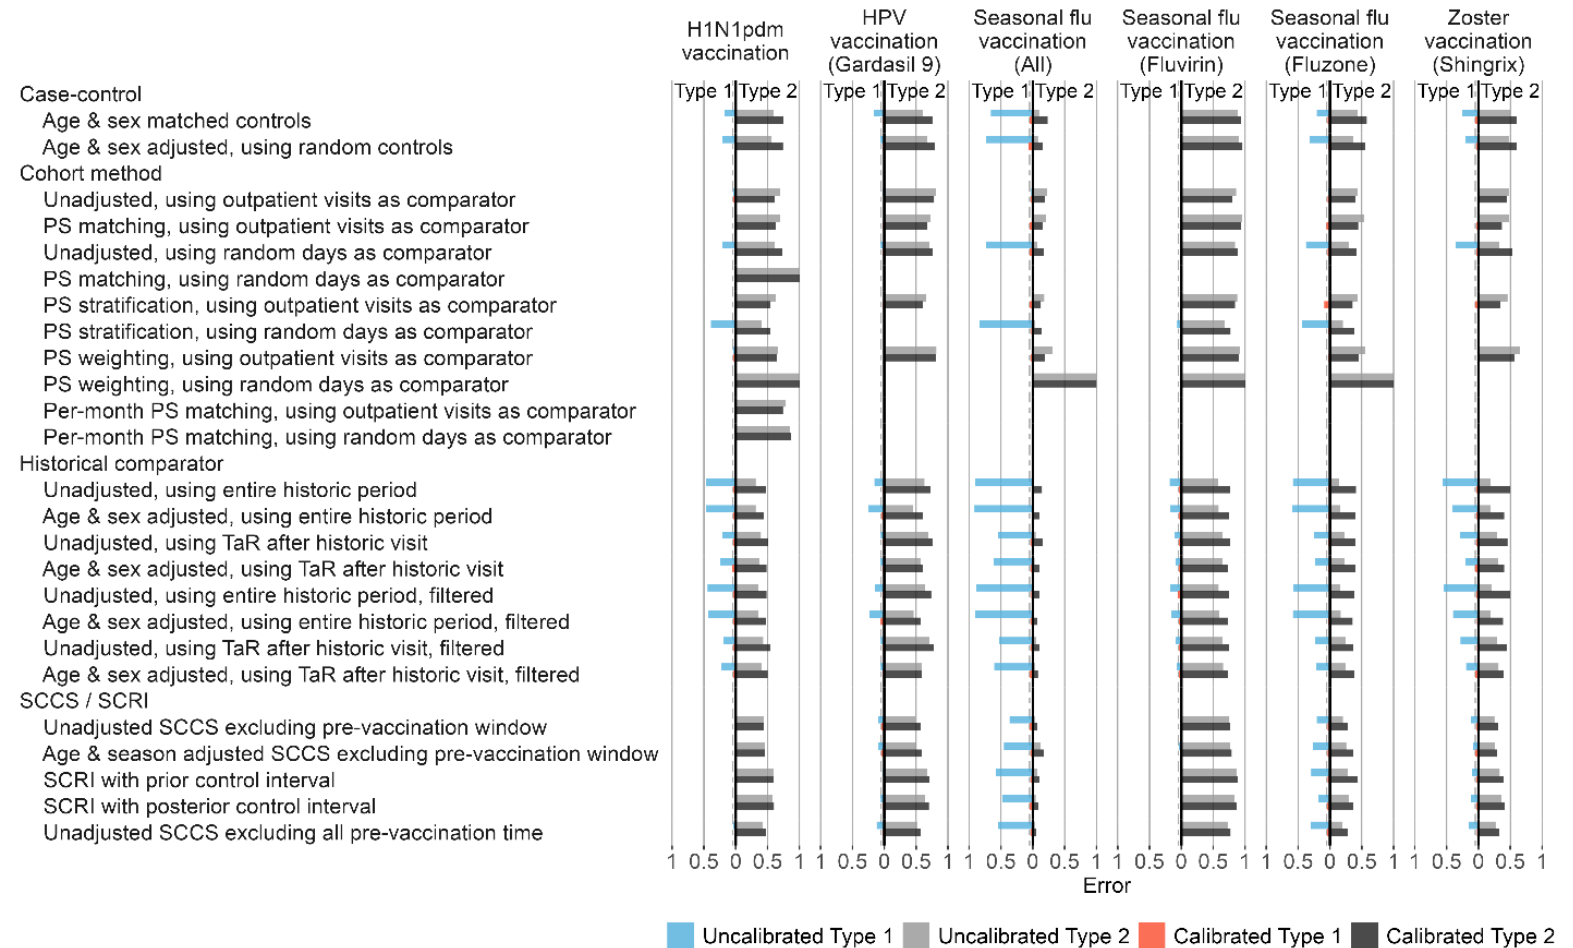 H1N1pdm
vaccination
HPV
vaccination
(Gardasil 9)
Seasonal flu
vaccination
(All)
Seasonal flu
vaccination
(Fluvirin)
Seasonal flu
vaccination
(Fluzone)
Zoster
vaccination
(Shingrix)
Type 1 Type 2 Type 1 Type 2 Type 1 Type 2 Type 1 Type 2 Type 1 Type 2 Type 1 Type 2
Case-control
Age & sex matched controls
Age & sex adjusted, using random controls
Cohort method
Unadjusted, using outpatient visits as comparator
PS matching, using outpatient visits as comparator
Unadjusted, using random days as comparator
PS matching, using random days as comparator
PS stratification, using outpatient visits as comparator
PS stratification, using random days as comparator
PS weighting, using outpatient visits as comparator
PS weighting, using random days as comparator
Per-month PS matching, using outpatient visits as comparator
Per-month PS matching, using random days as comparator
Historical comparator
Unadjusted, using entire historic period
Age & sex adjusted, using entire historic period
Unadjusted, using TaR after historic visit
Age & sex adjusted, using TaR after historic visit
Unadjusted, using entire historic period, filtered
Age & sex adjusted, using entire historic period, filtered
Unadjusted, using TaR after historic visit, filtered
Age & sex adjusted, using TaR after historic visit, filtered
SCCS / SCRI
Unadjusted SCCS excluding pre-vaccination window
Age & season adjusted SCCS excluding pre-vaccination window
SCRI with prior control interval
SCRI with posterior control interval
Unadjusted SCCS excluding all pre-vaccination time
1 0.5 0 0.5 1 1 0.5 0 0.5 1 1 0.5 0 0.5 1 1 0.5 0 0.5 1 1 0.5 0 0.5 1 1 0.5 0 0.5 1
Error
Uncalibrated Type 1 Uncalibrated Type 2 Calibrated Type 1 Calibrated Type 2